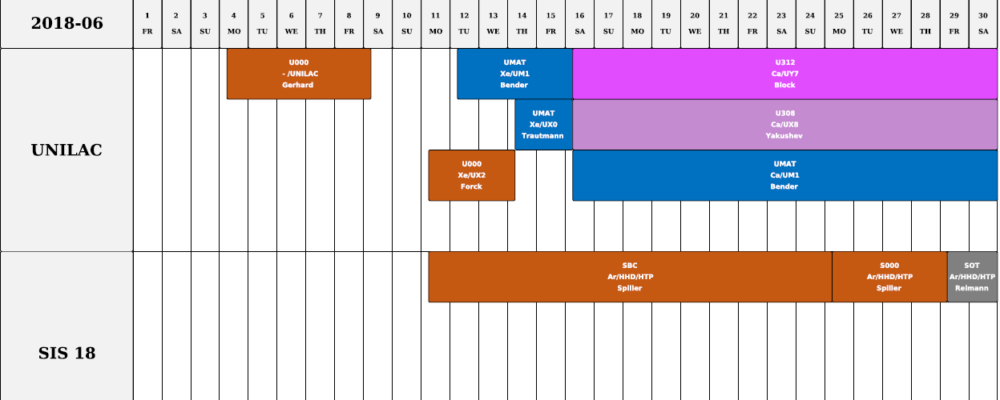 2018-06
1 2 3 4 5 6 7 8 9 10 11 12 13 14 15 16 17 18 19 20 21 22 23 24 25 26 27 28 29 30
FR SA SU MO TU WE TH FR SA SU MO TU WE TH FR SA SU MO TU WE TH FR SA SU MO TU WE TH FR SA
UNILAC
U000
- /UNILAC
Gerhard
UMAT
Xe/UM1
Bender
U312
Ca/UY7
Block
UMAT
Xe/UX0
Trautmann
U308
Ca/UX8
Yakushev
U000
Xe/UX2
Forck
UMAT
Ca/UM1
Bender
SIS 18
SBC
Ar/HHD/HTP
Spiller
S000
Ar/HHD/HTP
Spiller
SOT
Ar/HHD/HTP
Reimann